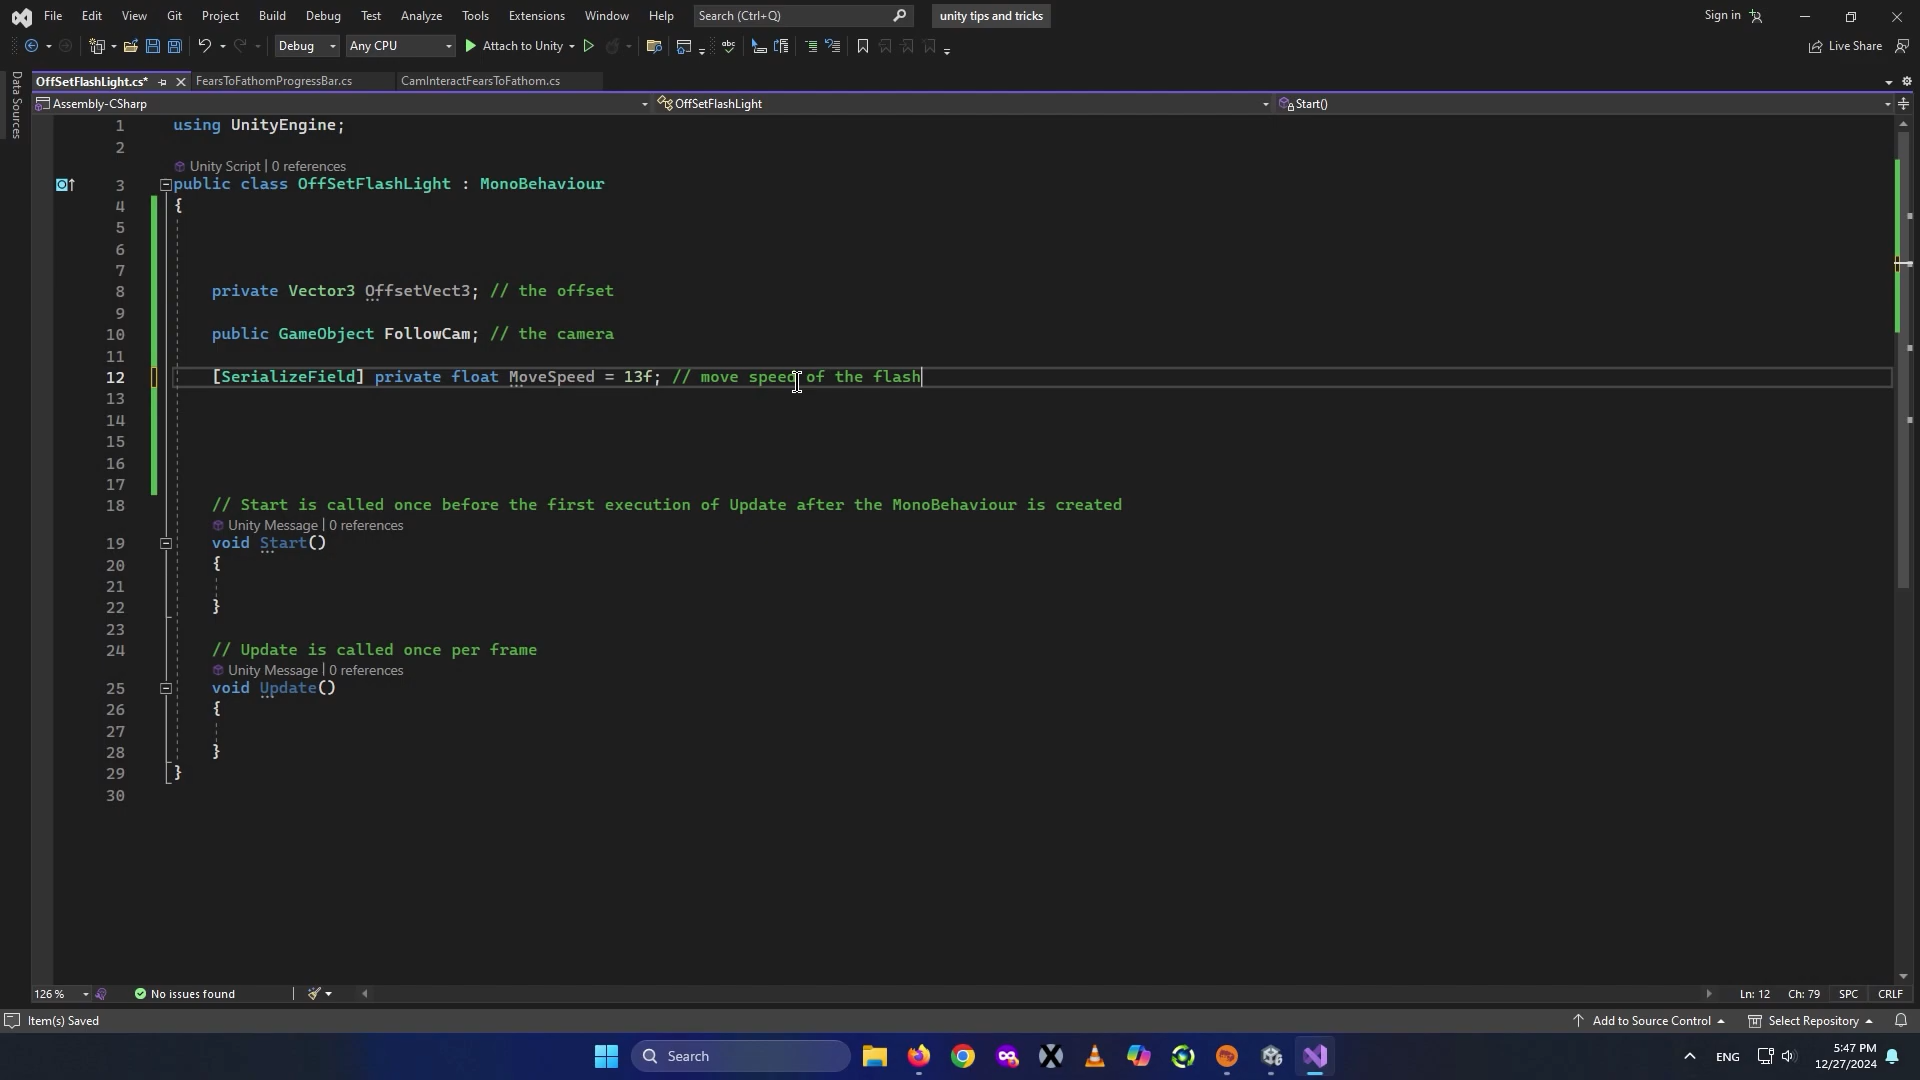 File Edit View Git Project Build Debug Test Analyze Tools Extensions Window Help Search (Ctrl+Q) unity tips and tricks Sign in
Debug Any CPU Attach to Unity Live Share
OffSetFlashLight.cs* FearsToFathomProgressBar.cs CamInteractFearsToFathom.cs
Assembly-CSharp OffSetFlashLight Start()
Data Sources
1 using UnityEngine;
2
Unity Script | 0 references
3 public class OffSetFlashLight : MonoBehaviour
4 {
5
6
7
8 private Vector3 OffsetVect3; // the offset
9
10 public GameObject FollowCam; // the camera
11
12 [SerializeField] private float MoveSpeed = 13f; // move speed of the flash
13
14
15
16
17
18 // Start is called once before the first execution of Update after the MonoBehaviour is created
Unity Message | 0 references
19 void Start()
20 {
21
22 }
23
24 // Update is called once per frame
Unity Message | 0 references
25 void Update()
26 {
27
28 }
29 }
30
126 % No issues found Ln: 12 Ch: 79 SPC CRLF
Item(s) Saved Add to Source Control Select Repository
Search ENG 5:47 PM
12/27/2024